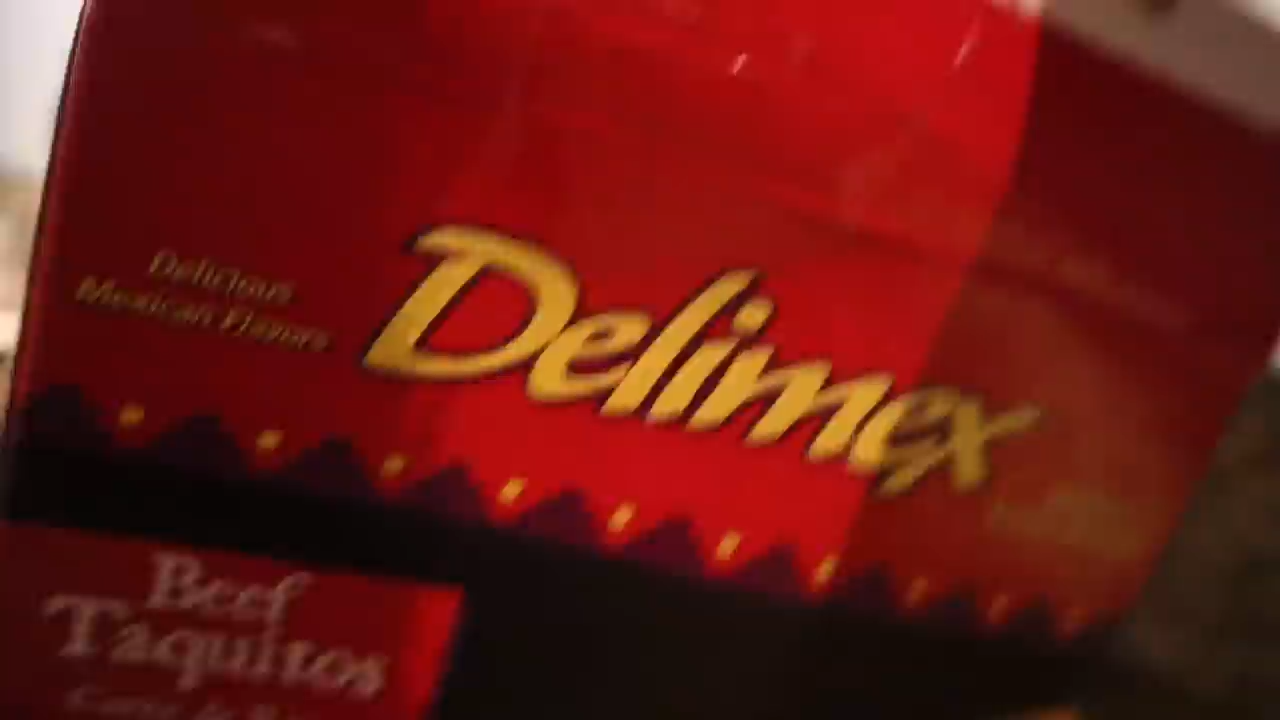 Delicious
Mexican Flavors
Delimex
Beef
Taquitos